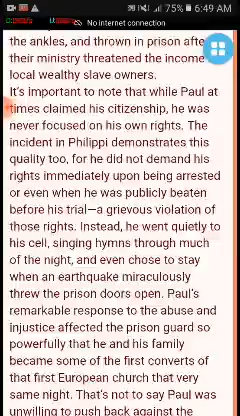 75% 6:49 AM
No internet connection
the ankles, and thrown in prison after
their ministry threatened the income
local wealthy slave owners.
It's important to note that while Paul at
times claimed his citizenship, he was
never focused on his own rights. The
incident in Philippi demonstrates this
quality too, for he did not demand his
rights immediately upon being arrested
or even when he was publicly beaten
before his trial—a grievous violation of
those rights. Instead, he went quietly to
his cell, singing hymns through much
of the night, and even chose to stay
when an earthquake miraculously
threw the prison doors open. Paul's
remarkable response to the abuse and
injustice affected the prison guard so
powerfully that he and his family
became some of the first converts of
that first European church that very
same night. That's not to say Paul was
unwilling to push back against the